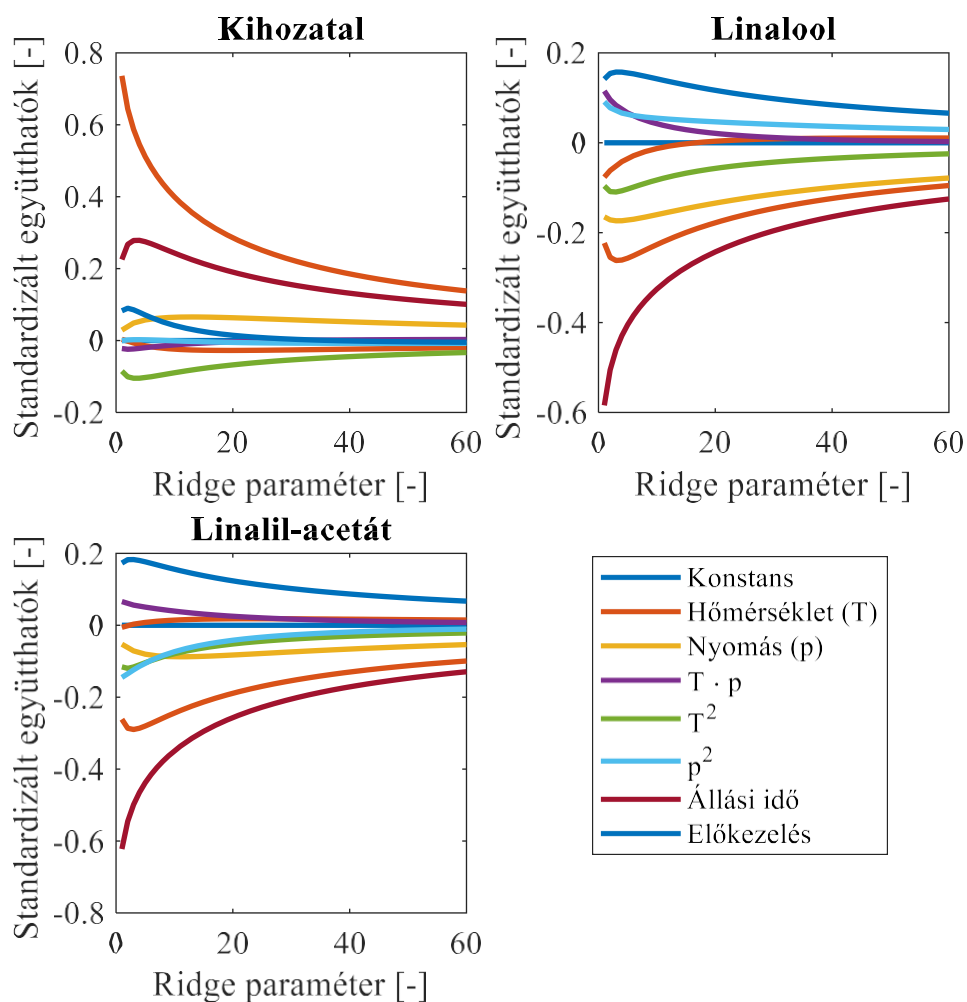 Kihozatal
Standardizált együtthatók [-]
0.8
0.6
0.4
0.2
0
-0.2
0 20 40 60
Ridge paraméter [-]
Linalool
Standardizált együtthatók [-]
0.2
0
-0.2
-0.4
-0.6
0 20 40 60
Ridge paraméter [-]
Linalil-acetát
Standardizált együtthatók [-]
0.2
0
-0.2
-0.4
-0.6
-0.8
0 20 40 60
Ridge paraméter [-]
Konstans
Hőmérséklet (T)
Nyomás (p)
T · p
T²
p²
Állási idő
Előkezelés